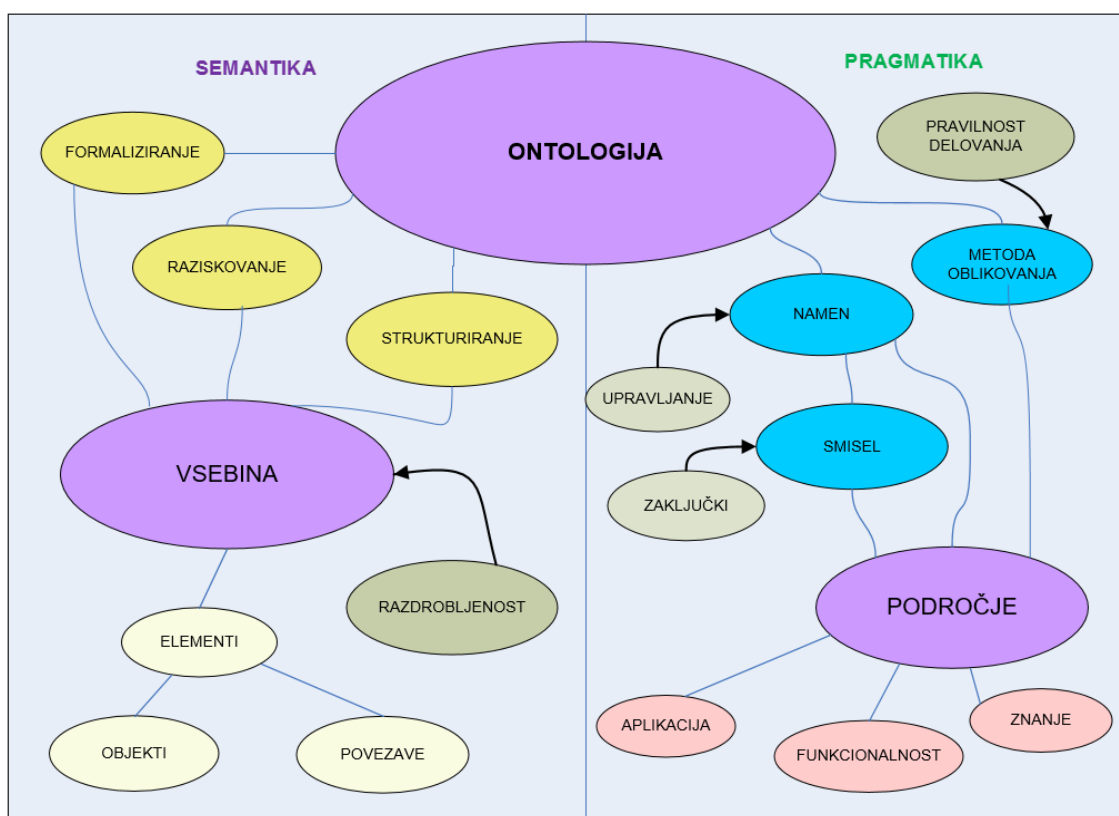 SEMANTIKA
PRAGMATIKA
ONTOLOGIJA
FORMALIZIRANJE
RAZISKOVANJE
STRUKTURIRANJE
VSEBINA
RAZDROBLJENOST
ELEMENTI
OBJEKTI
POVEZAVE
PRAVILNOST
DELOVANJA
METODA
OBLIKOVANJA
NAMEN
UPRAVLJANJE
SMISEL
ZAKLJUČKI
PODROČJE
APLIKACIJA
FUNKCIONALNOST
ZNANJE